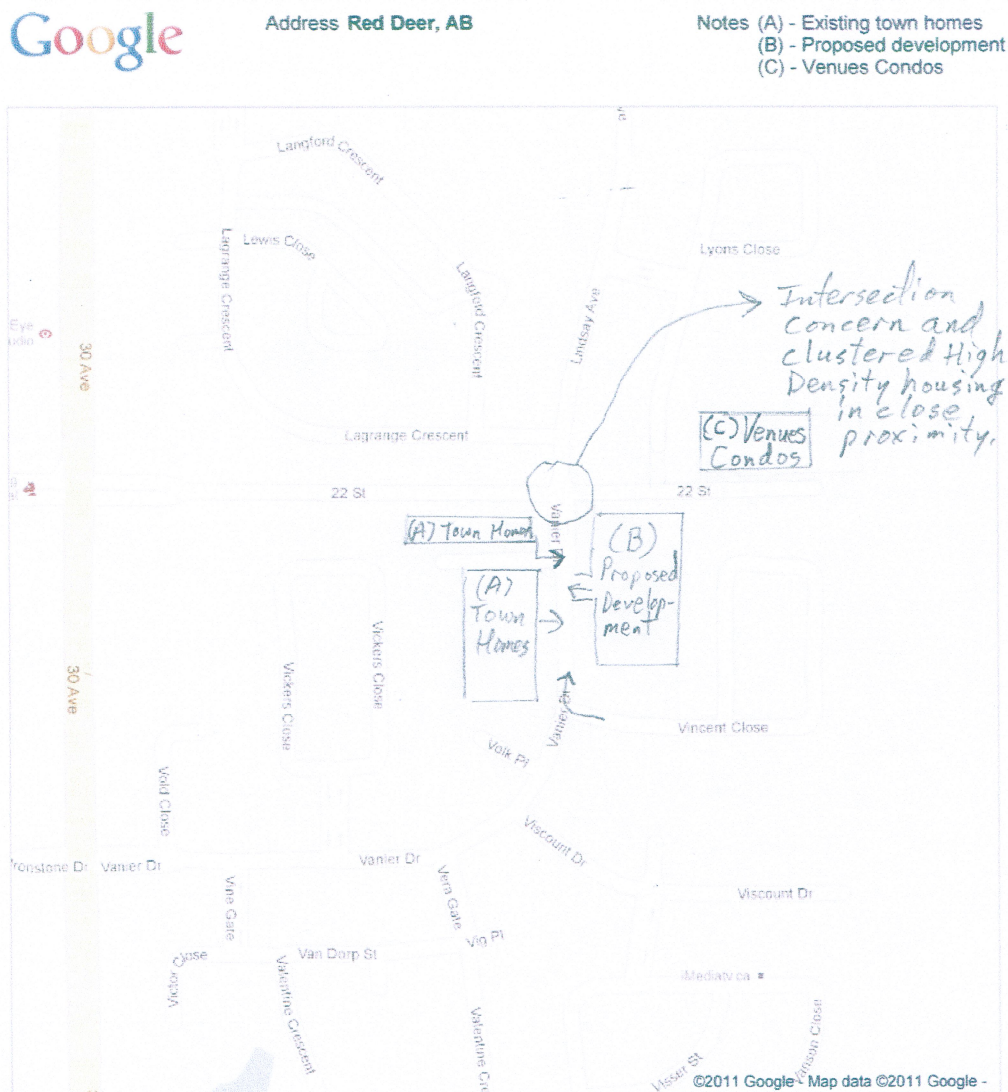 Google
Address Red Deer, AB
Notes (A) - Existing town homes
(B) - Proposed development
(C) - Venues Condos
Langford Crescent
Lewis Close
Lagrange Crescent
Langford Crescent
Lindsay Ave
Lyons Close
Intersection
concern and
clustered High
Density housing
in close
proximity.
Eye
30 Ave
Lagrange Crescent
(C) Venues
Condos
22 St
22 St
(A) Town Homes
Vanier
(B)
Proposed
Develop-
ment
(A)
Town
Homes
Vickers Close
Vickers Close
30 Ave
Vanier Dr
Vincent Close
Volk Pl
Vold Close
Viscount Dr
Vanier Dr
Vanier Dr
Vera Gate
Viscount Dr
Vine Gate
Vig Pl
Van Dorp St
Victor Close
Valentine Crescent
Valentine
Visser St
©2011 Google - Map data ©2011 Google -